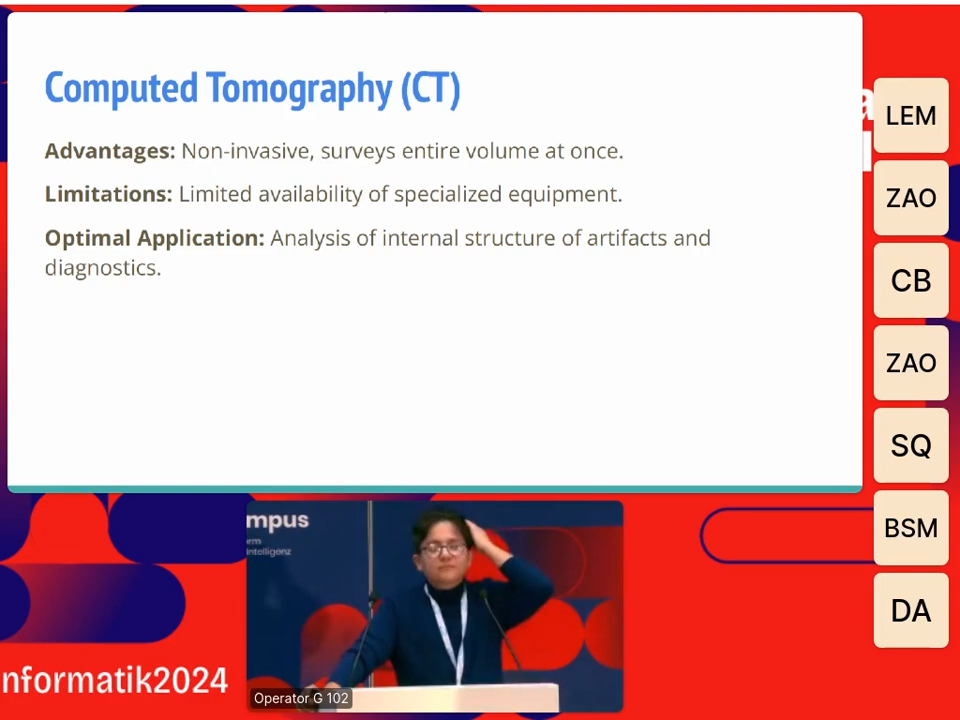 Computed Tomography (CT)
Advantages: Non-invasive, surveys entire volume at once.
Limitations: Limited availability of specialized equipment.
Optimal Application: Analysis of internal structure of artifacts and
diagnostics.
LEM
ZAO
CB
ZAO
SQ
BSM
DA
mpus
ntelligenz
Operator G 102
nformatik2024